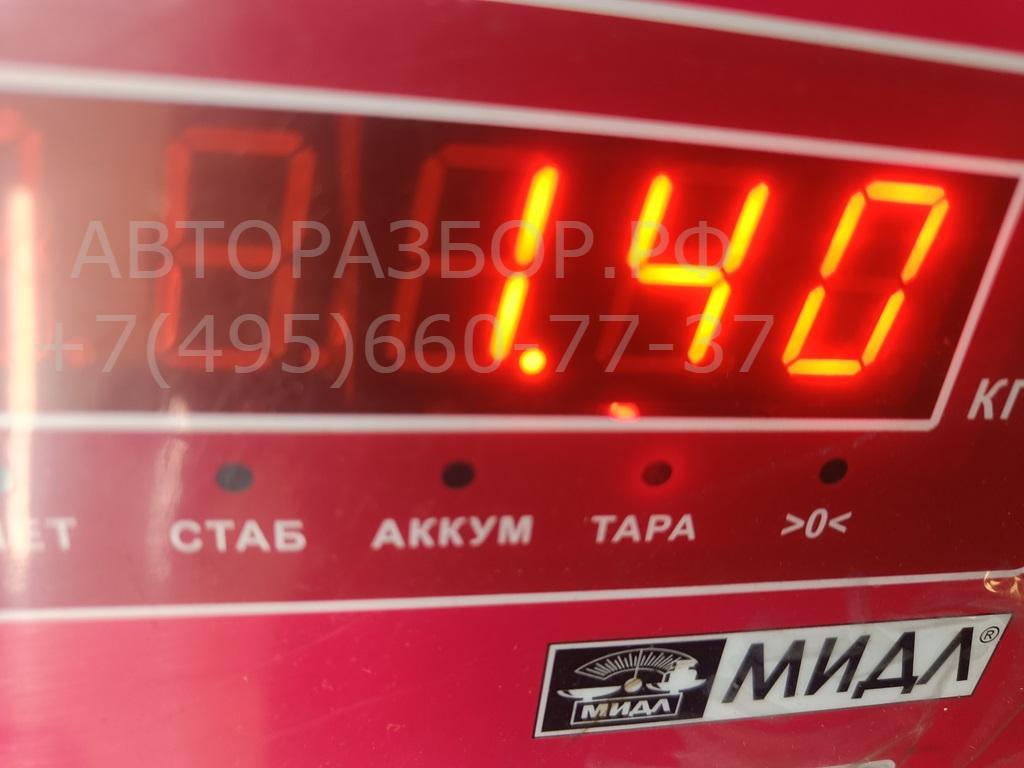 1.40
КГ
АВТОРАЗБОР.РФ
+7(495)660-77-37
СТАБ АККУМ ТАРА >0<
МИДЛ МИДЛ®